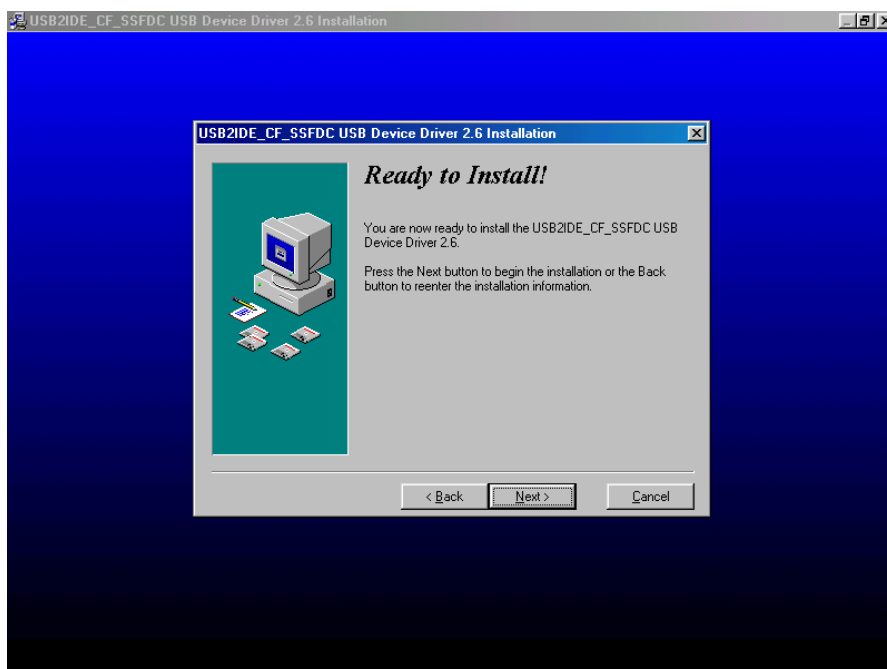 USB2IDE_CF_SSFDC USB Device Driver 2.6 Installation
USB2IDE_CF_SSFDC USB Device Driver 2.6 Installation
Ready to Install!
You are now ready to install the USB2IDE_CF_SSFDC USB
Device Driver 2.6.
Press the Next button to begin the installation or the Back
button to reenter the installation information.
< Back
Next >
Cancel